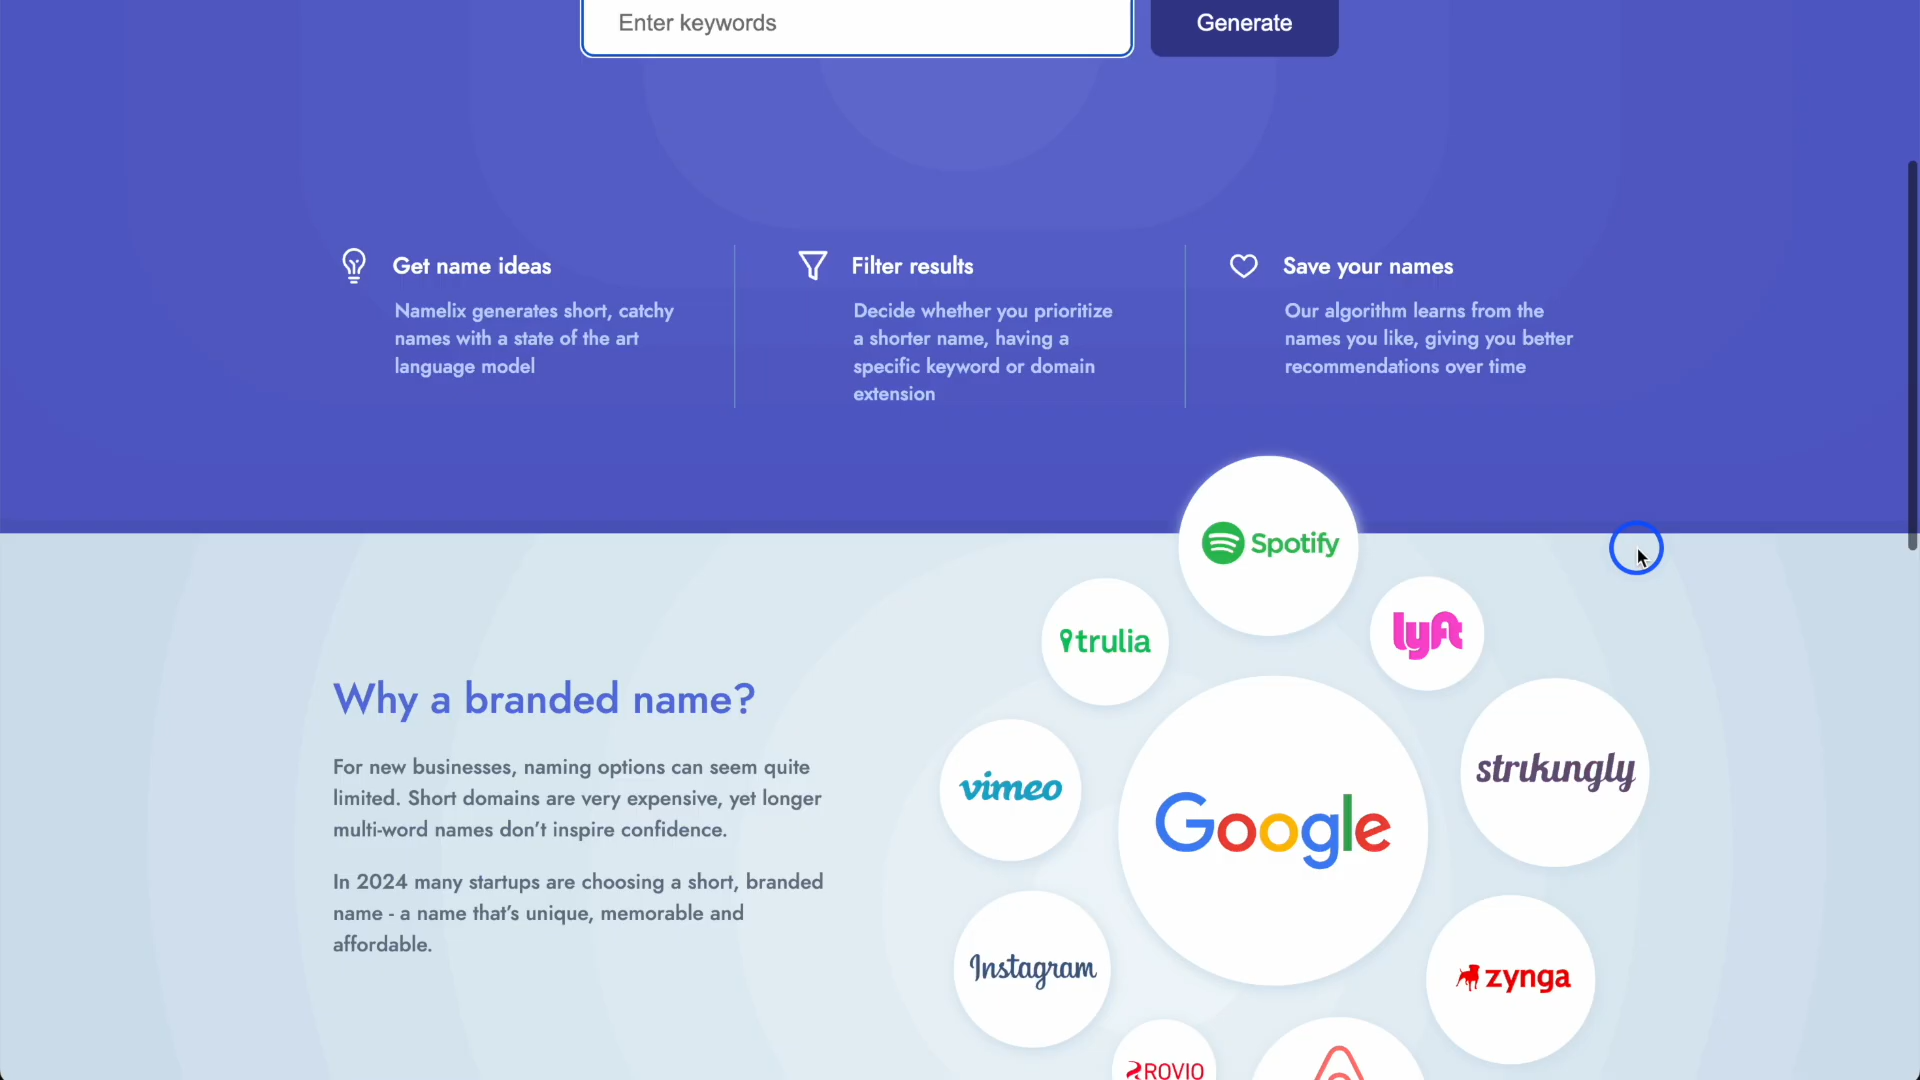 Enter keywords
Generate
Get name ideas
Namelix generates short, catchy
names with a state of the art
language model
Filter results
Decide whether you prioritize
a shorter name, having a
specific keyword or domain
extension
Save your names
Our algorithm learns from the
names you like, giving you better
recommendations over time
Why a branded name?
For new businesses, naming options can seem quite
limited. Short domains are very expensive, yet longer
multi-word names don't inspire confidence.
In 2024 many startups are choosing a short, branded
name - a name that's unique, memorable and
affordable.
Spotify
trulia
lyft
vimeo
strikingly
Google
Instagram
zynga
ROVIO